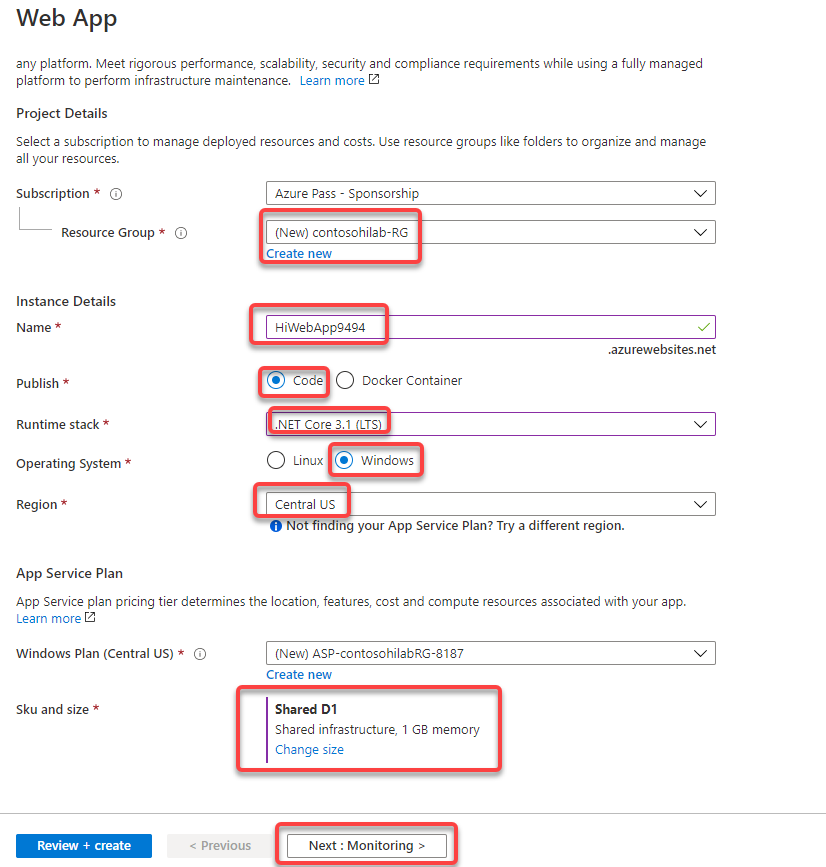 Web App
any platform. Meet rigorous performance, scalability, security and compliance requirements while using a fully managed
platform to perform infrastructure maintenance. Learn more
Project Details
Select a subscription to manage deployed resources and costs. Use resource groups like folders to organize and manage
all your resources.
Subscription * Azure Pass - Sponsorship
Resource Group * (New) contosohilab-RG
Create new
Instance Details
Name * HiWebApp9494
.azurewebsites.net
Publish * Code Docker Container
Runtime stack * .NET Core 3.1 (LTS)
Operating System * Linux Windows
Region * Central US
Not finding your App Service Plan? Try a different region.
App Service Plan
App Service plan pricing tier determines the location, features, cost and compute resources associated with your app.
Learn more
Windows Plan (Central US) * (New) ASP-contosohilabRG-8187
Create new
Sku and size * Shared D1
Shared infrastructure, 1 GB memory
Change size
Review + create < Previous Next : Monitoring >